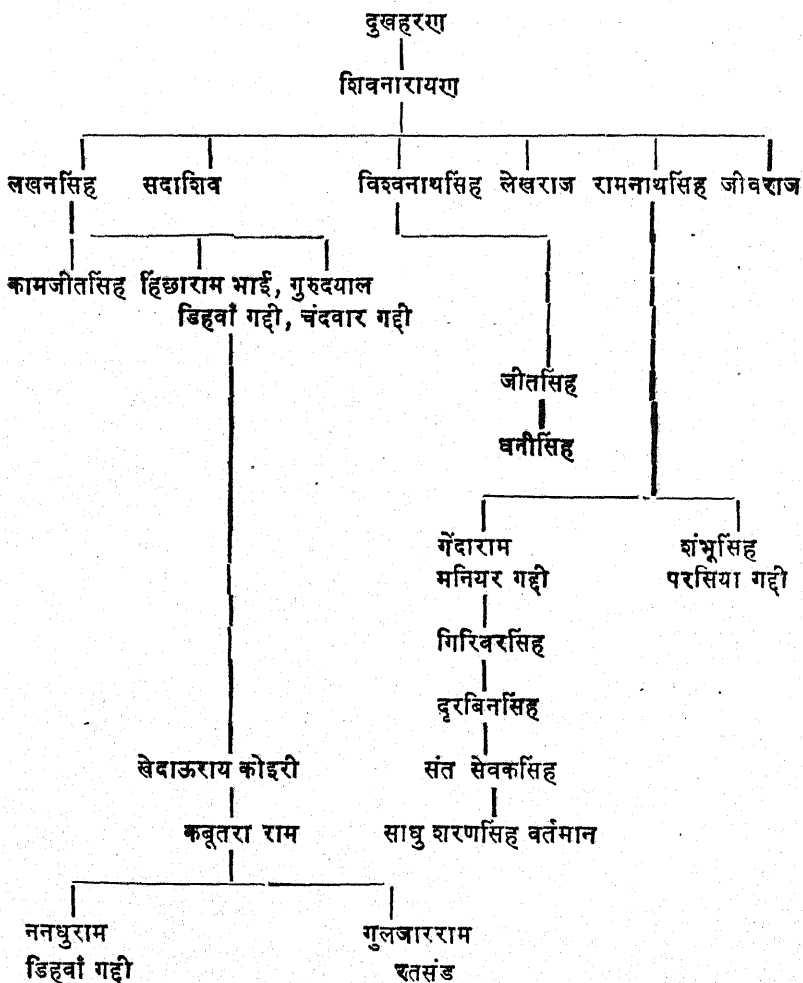 दुखहरण
शिवनारायण
लखनसिंह सदाशिव विश्वनाथसिंह लेखराज रामनाथसिंह जीवराज
कामजीतसिंह हिंछाराम भाई, गुरुदयाल
डिहवाँ गद्दी, चंदवार गद्दी
जीतसिंह
धनीसिंह
गेंदाराम शंभूसिंह
मनियर गद्दी परसिया गद्दी
गिरिवरसिंह
दृरबिनसिंह
खेदाऊराय कोइरी संत सेवकसिंह
कबूतरा राम साधु शरणसिंह वर्तमान
ननधुराम गुलजारराम
डिहवाँ गद्दी रतसंड